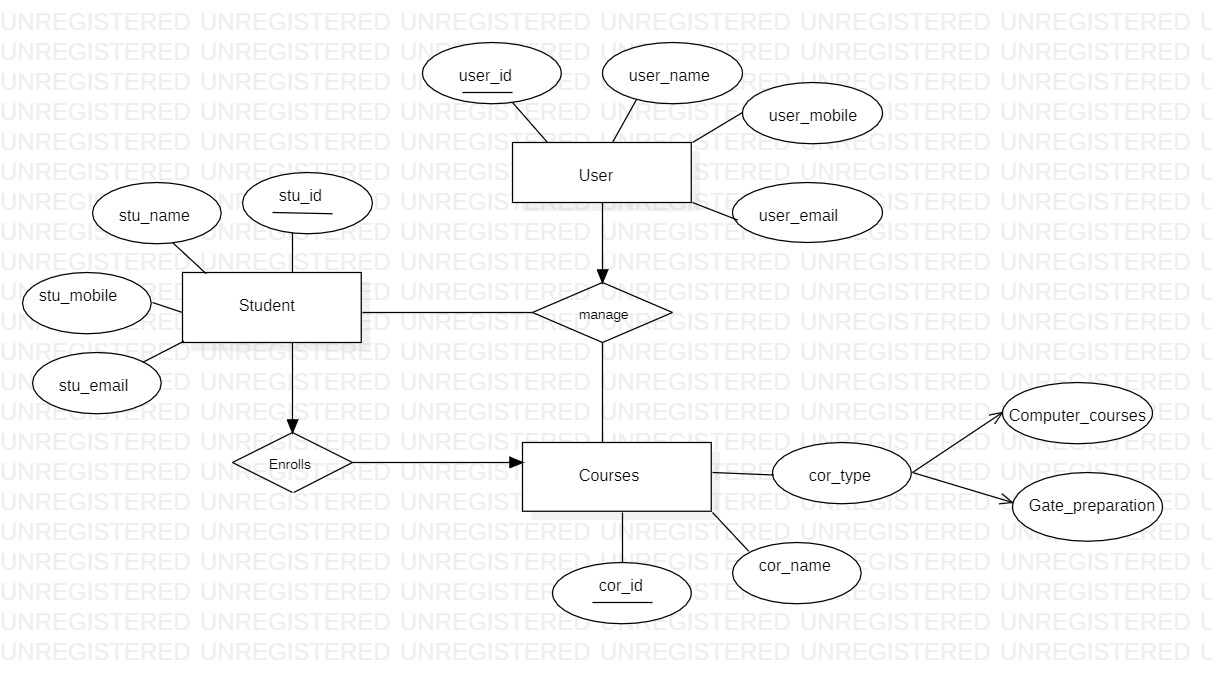 user_id
user_name
user_mobile
User
user_email
stu_id
stu_name
stu_mobile
Student
manage
stu_email
Computer_courses
Enrolls
Courses
cor_type
Gate_preparation
cor_name
cor_id
UNREGISTERED